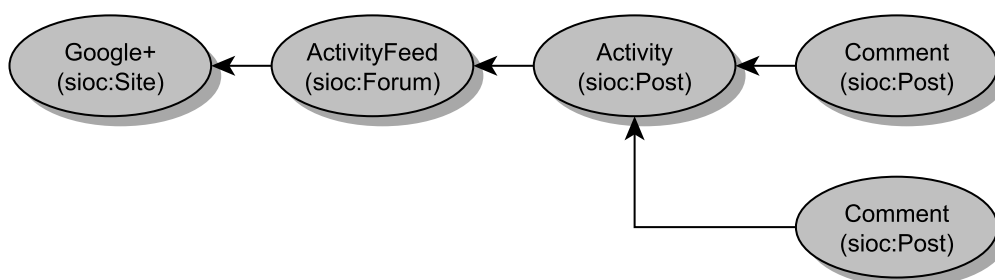 Google+
(sioc:Site)
ActivityFeed
(sioc:Forum)
Activity
(sioc:Post)
Comment
(sioc:Post)
Comment
(sioc:Post)